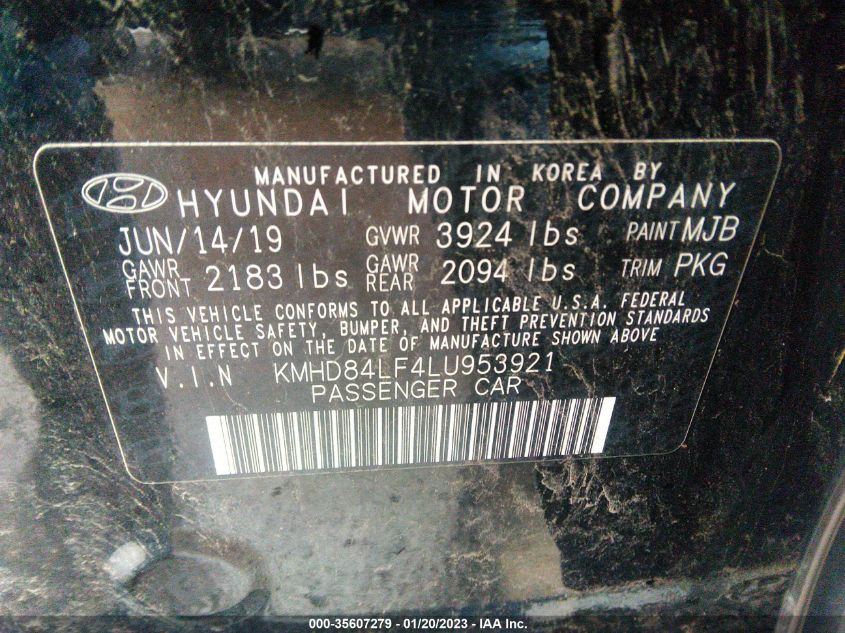 MANUFACTURED IN KOREA BY
HYUNDAI MOTOR COMPANY
JUN/14/19 GVWR 3924 lbs PAINT MJB
GAWR FRONT 2183 lbs GAWR REAR 2094 lbs TRIM PKG
THIS VEHICLE CONFORMS TO ALL APPLICABLE U.S.A. FEDERAL
MOTOR VEHICLE SAFETY, BUMPER, AND THEFT PREVENTION STANDARDS
IN EFFECT ON THE DATE OF MANUFACTURE SHOWN ABOVE
V.I.N KMHD84LF4LU953921
PASSENGER CAR
000-35607279 - 01/20/2023 - IAA Inc.